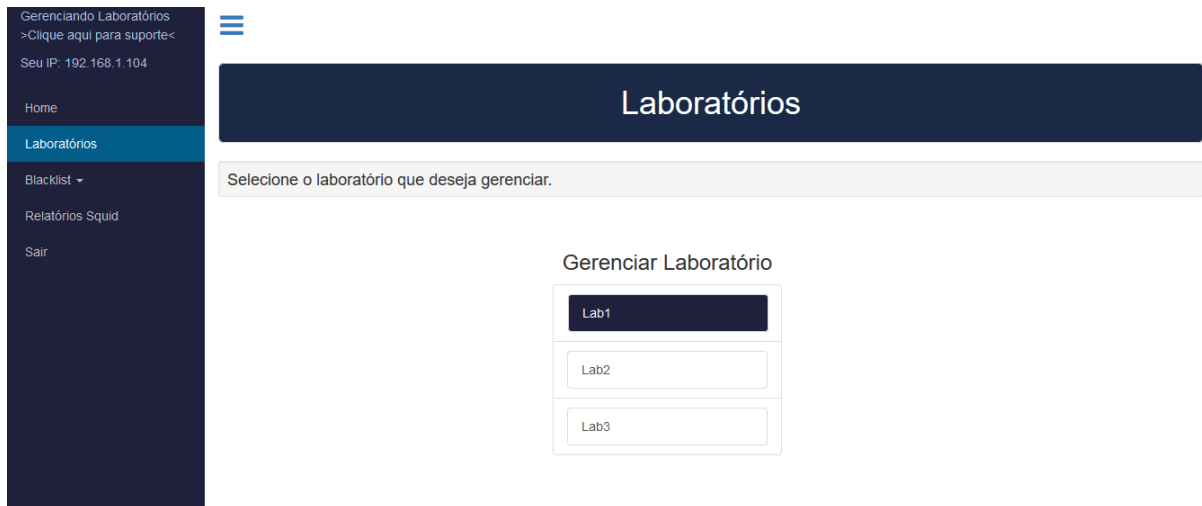 Gerenciando Laboratórios
>Clique aqui para suporte<
Seu IP: 192.168.1.104
Home
Laboratórios
Blacklist
Relatórios Squid
Sair
Laboratórios
Selecione o laboratório que deseja gerenciar.
Gerenciar Laboratório
Lab1
Lab2
Lab3